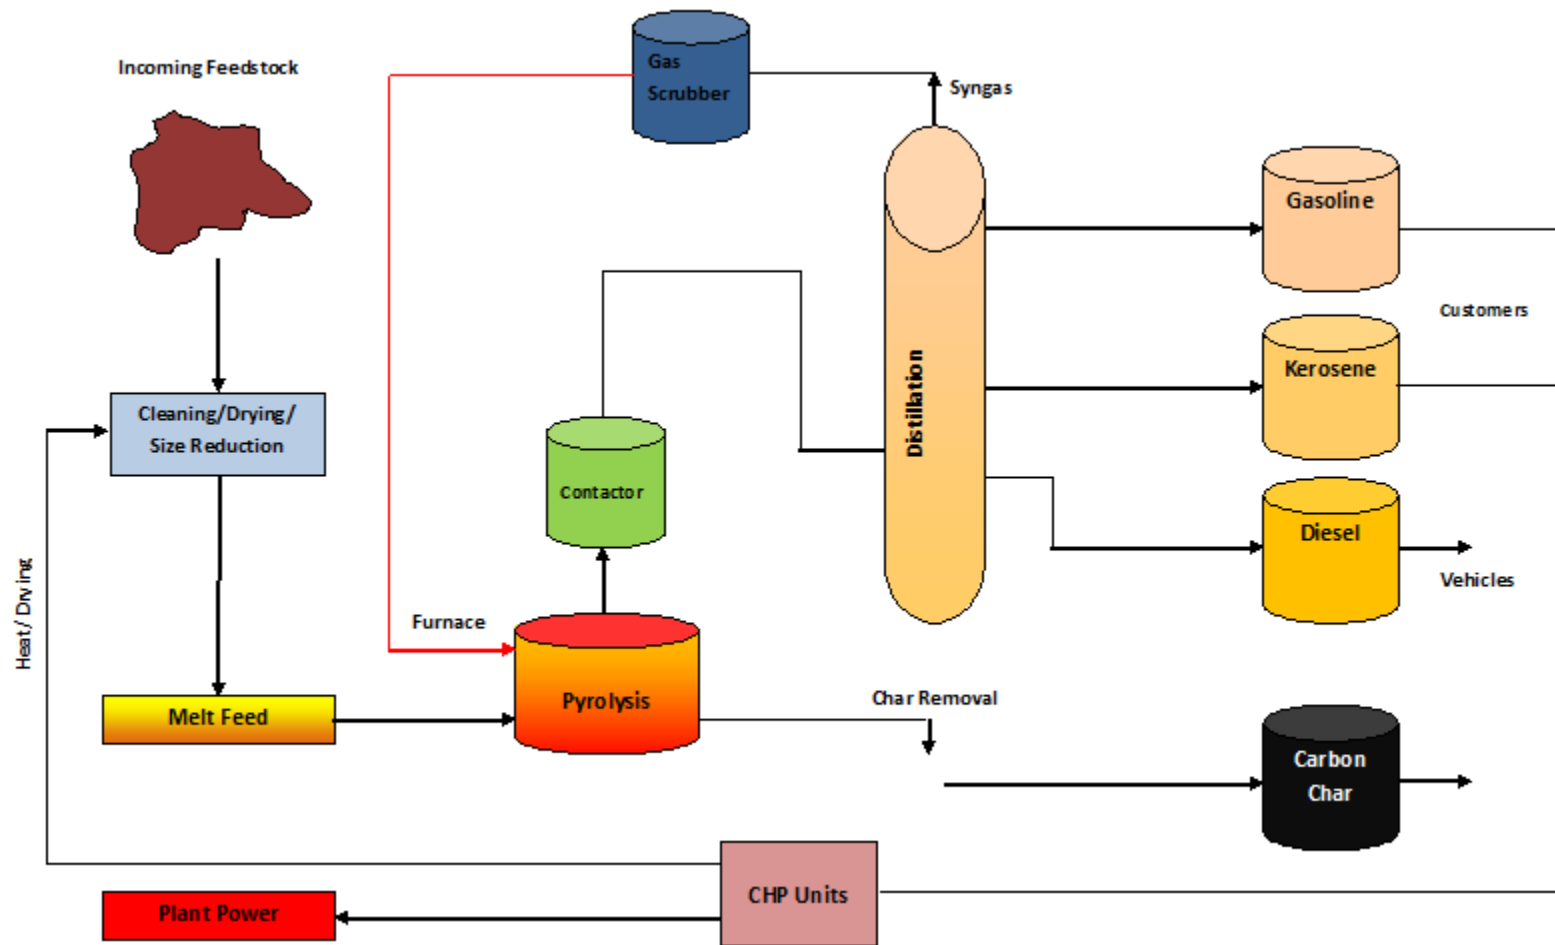 Incoming Feedstock
Gas
Scrubber
Syngas
Gasoline
Customers
Kerosene
Distillation
Cleaning/Drying/
Size Reduction
Contactor
Diesel
Vehicles
Heat/ Drying
Furnace
Pyrolysis
Char Removal
Melt Feed
Carbon
Char
CHP Units
Plant Power